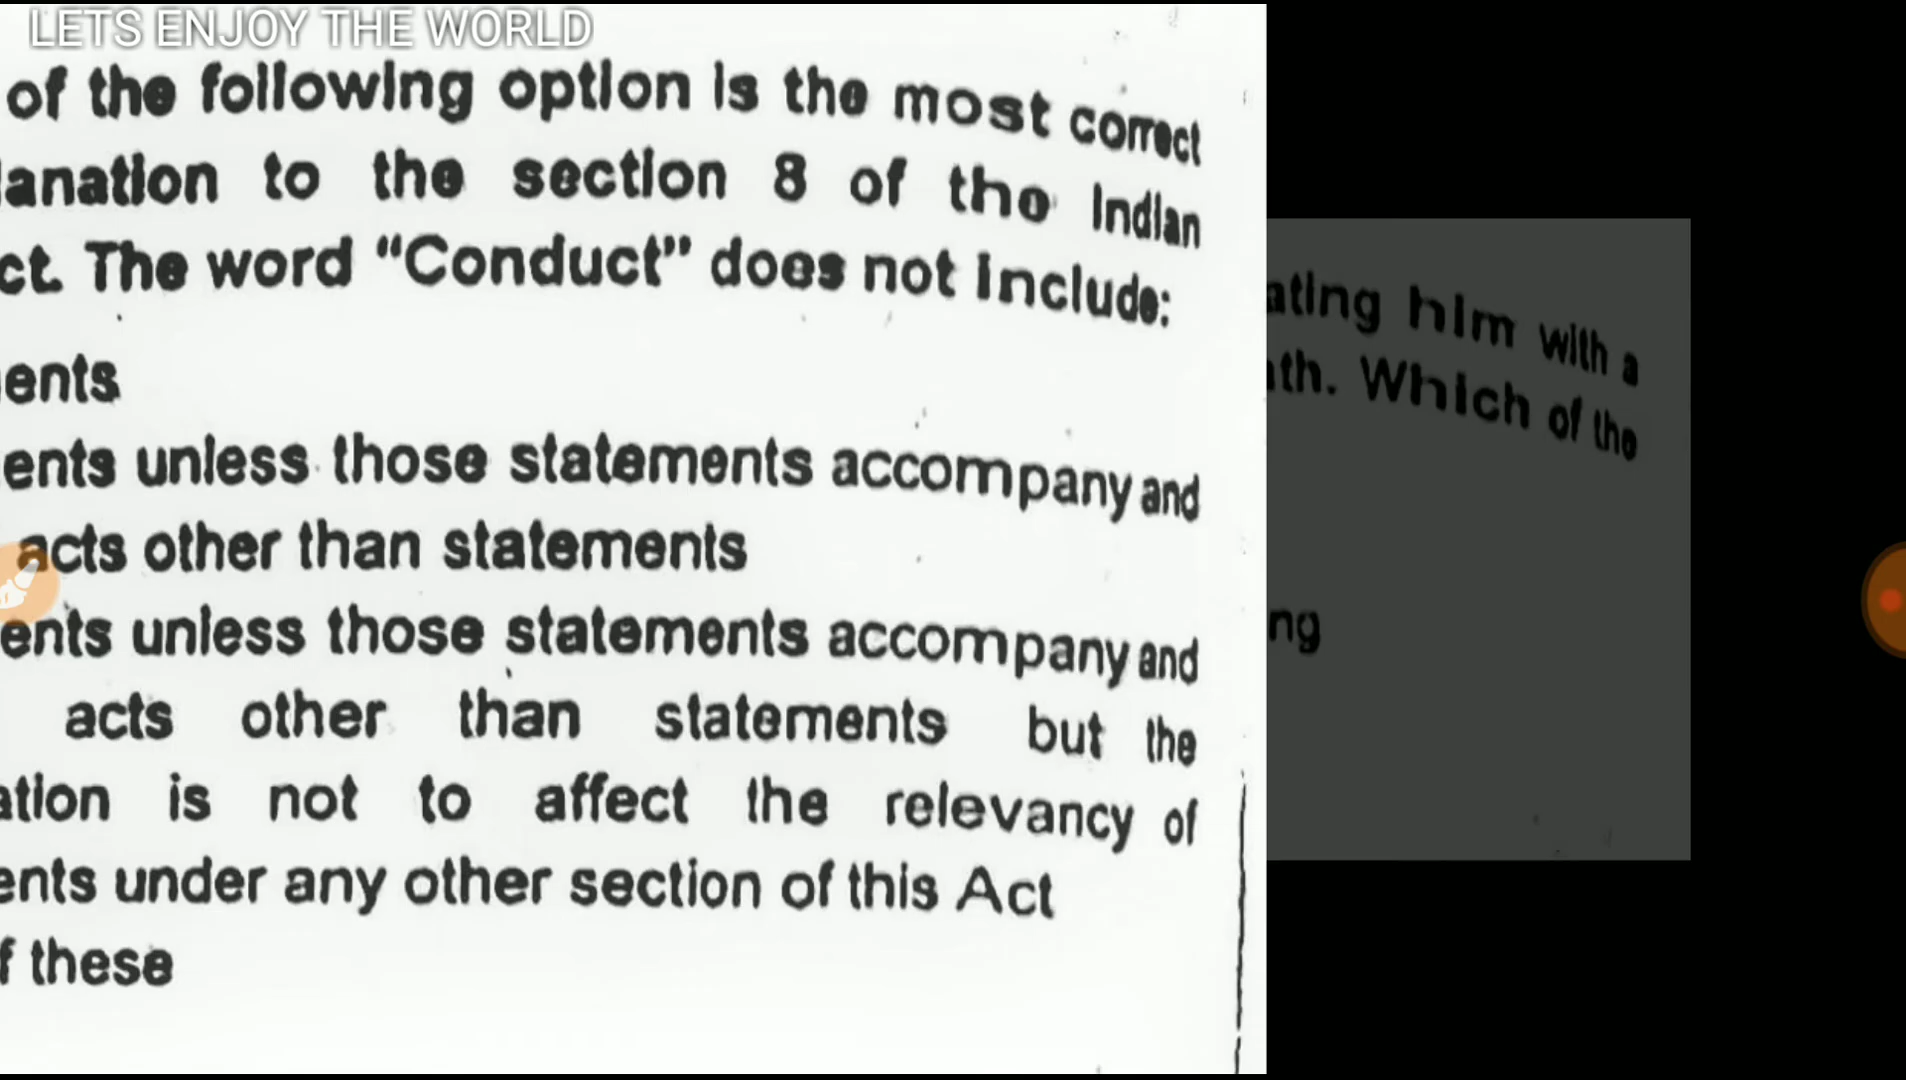 LETS ENJOY THE WORLD
of the following option is the most correct
lanation to the section 8 of the Indian
ct. The word “Conduct” does not include:
ents
ents unless those statements accompany and
acts other than statements
ents unless those statements accompany and
acts other than statements but the
ation is not to affect the relevancy of
ents under any other section of this Act
f these
ating him with a
th. Which of the
ng